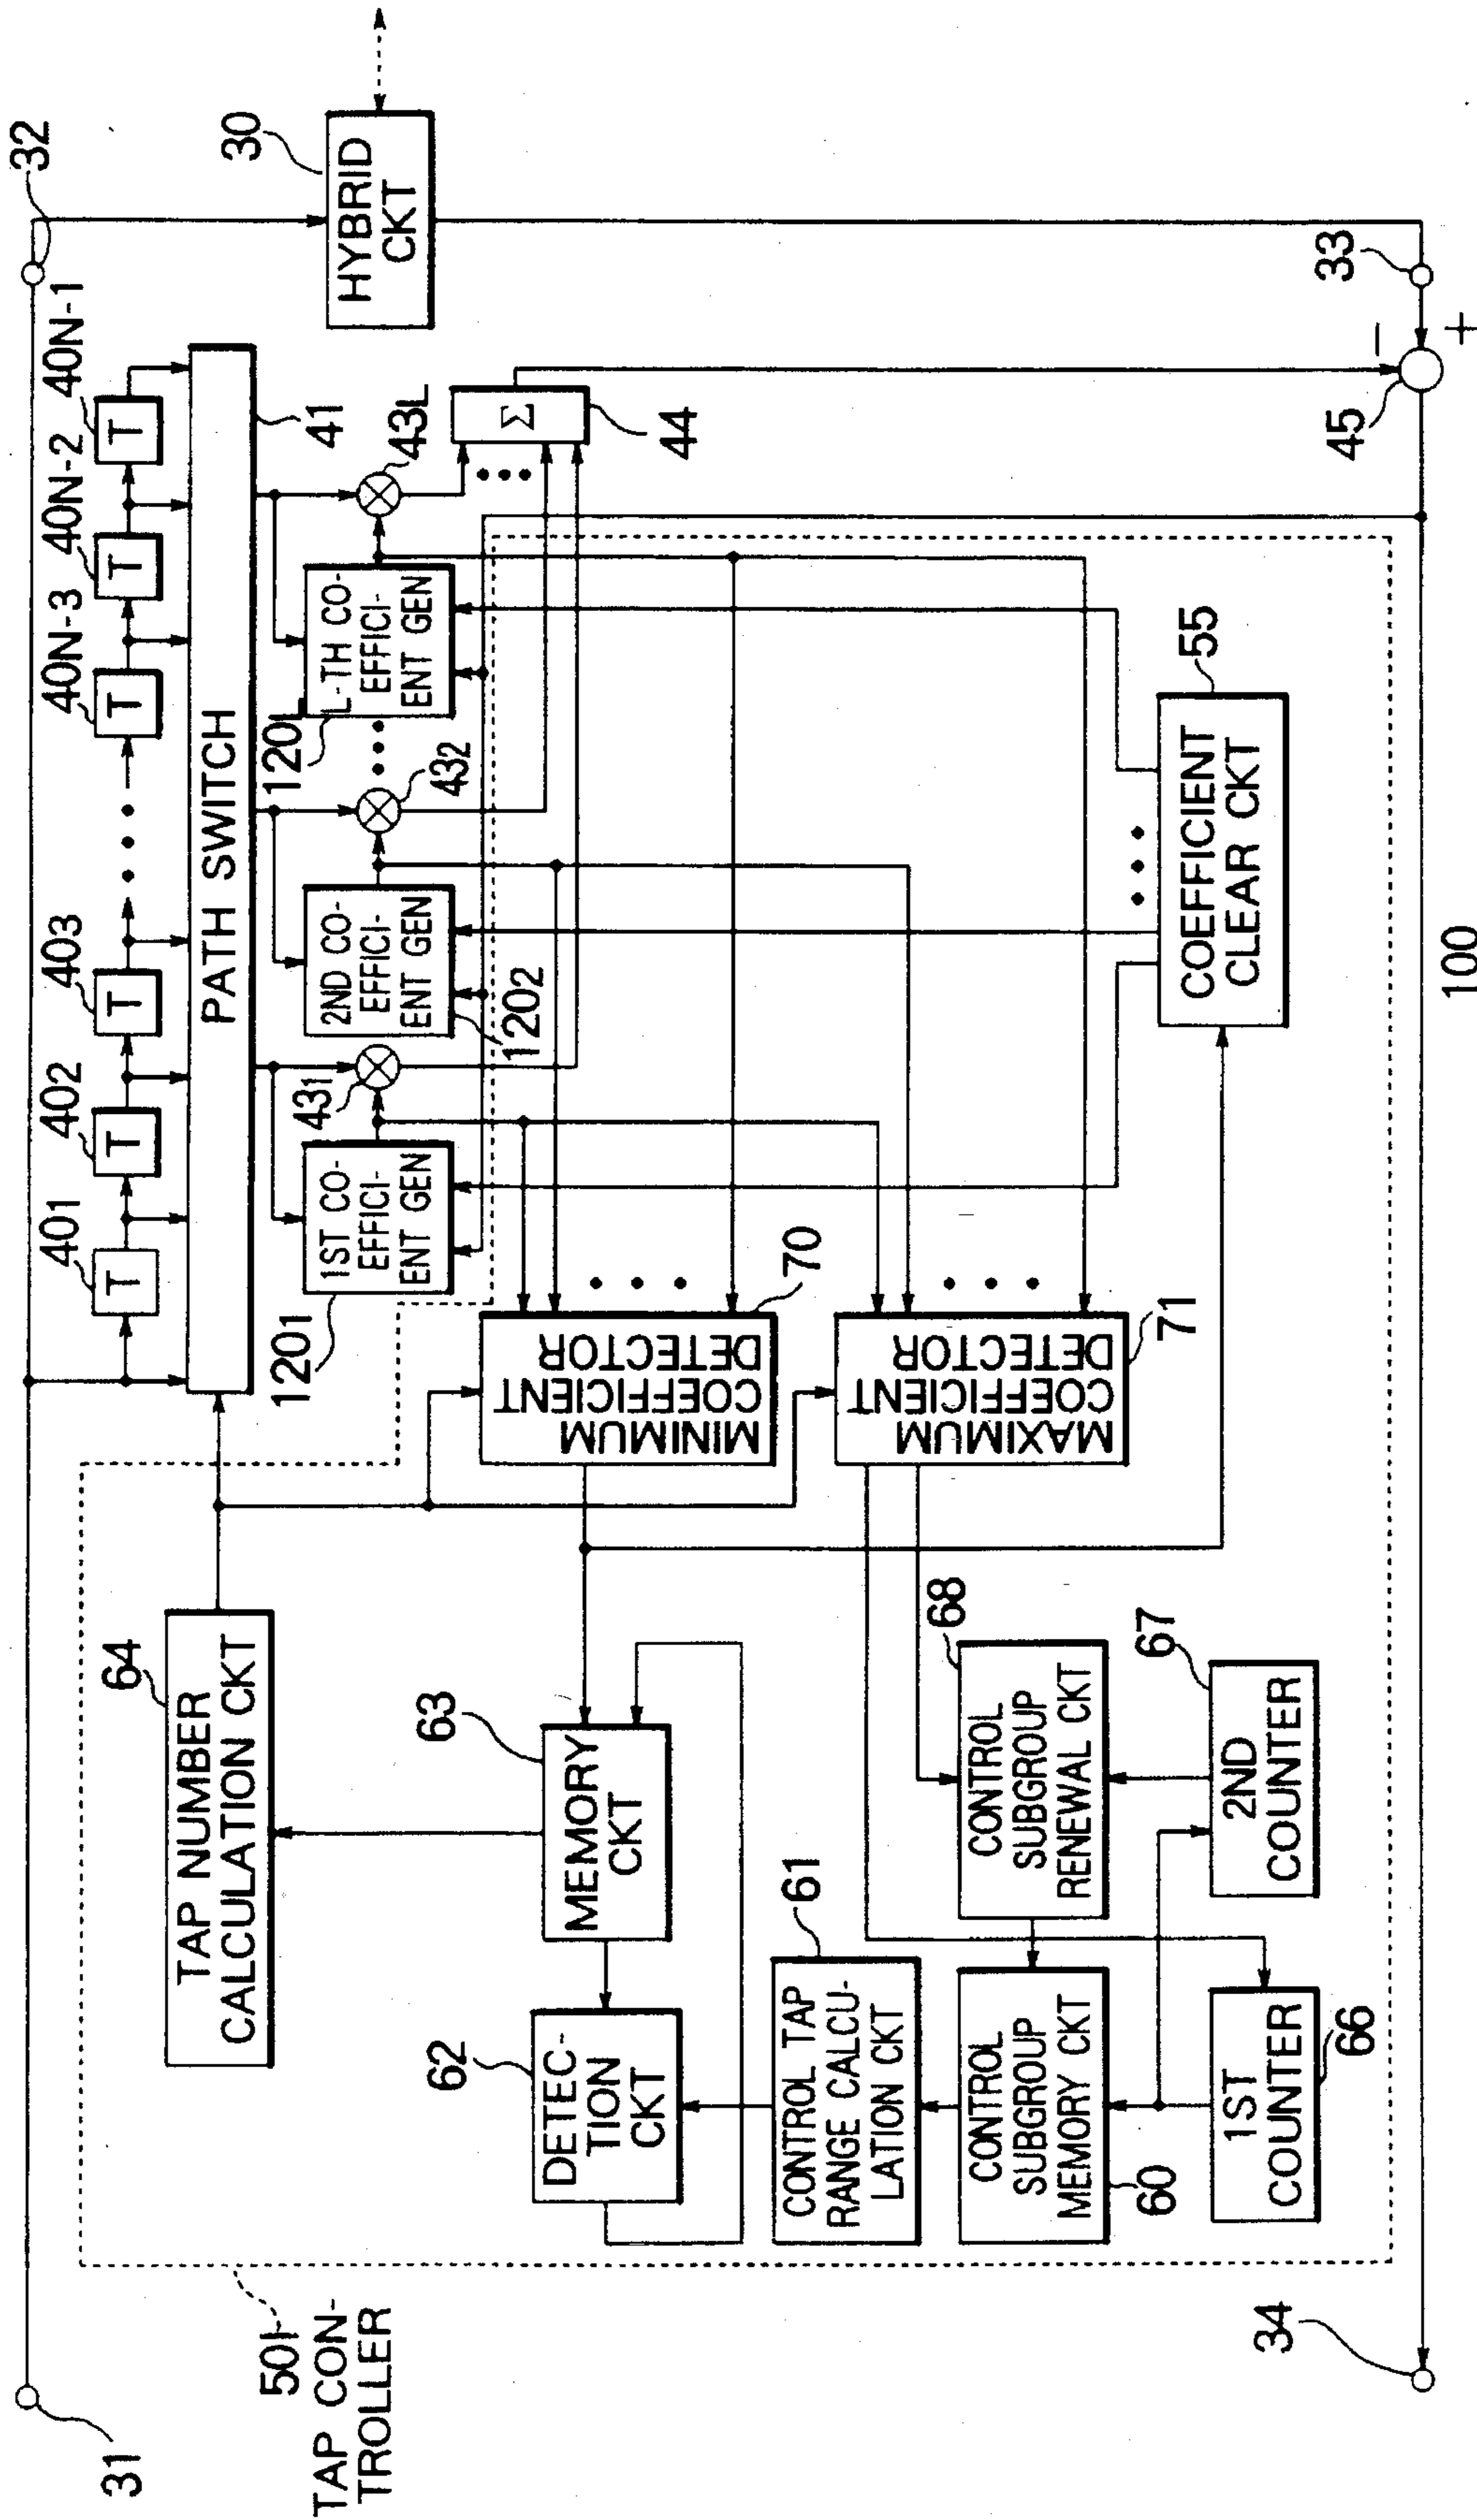 31
32
401
402
403
40N-3
40N-2
40N-1
T
T
T
T
T
T
PATH SWITCH
41
30
HYBRID
CKT
TAP NUMBER
CALCULATION CKT
64
1201
1ST CO-
EFFICI-
ENT GEN
431
2ND CO-
EFFICI-
ENT GEN
1202
432
120L
L-TH CO-
EFFICI-
ENT GEN
43L
Σ
44
501
TAP CON-
TROLLER
62
DETEC-
TION
CKT
63
MEMORY
CKT
MINIMUM
COEFFICIENT
DETECTOR
70
MAXIMUM
COEFFICIENT
DETECTOR
71
61
CONTROL TAP
RANGE CALCU-
LATION CKT
68
CONTROL
SUBGROUP
RENEWAL CKT
CONTROL
SUBGROUP
MEMORY CKT
60
67
2ND
COUNTER
1ST
COUNTER
66
55
COEFFICIENT
CLEAR CKT
34
45
−
+
33
100